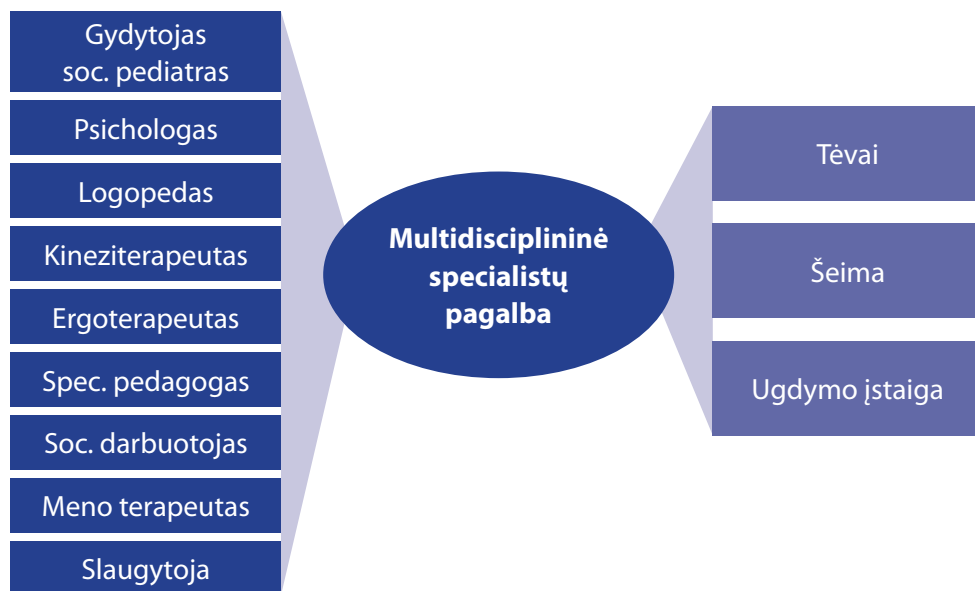 Gydytojas
soc. pediatras
Psichologas
Logopedas
Kineziterapeutas
Ergoterapeutas
Spec. pedagogas
Soc. darbuotojas
Meno terapeutas
Slaugytoja
Multidisciplininė
specialistų
pagalba
Tėvai
Šeima
Ugdymo įstaiga